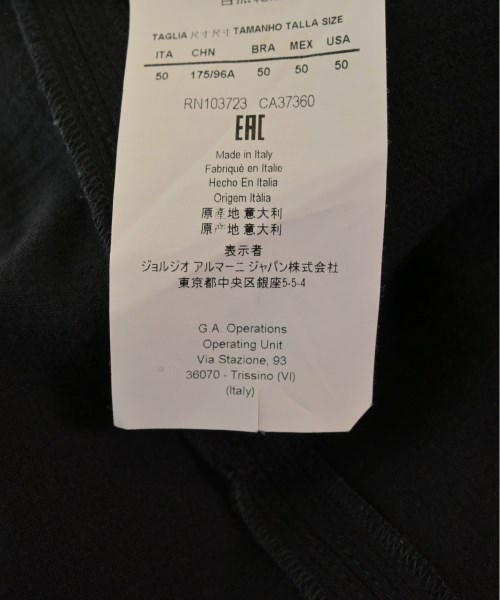 TAGLIA 尺寸 尺寸 TAMANHO TALLA SIZE
ITA CHN BRA MEX USA
50 175/96A 50 50 50
RN103723 CA37360
EAC
Made in Italy
Fabriqué en Italie
Hecho En Italia
Origem Itália
原產地 意大利
原产地 意大利
表示者
ジョルジオ アルマーニ ジャパン株式会社
東京都中央区銀座5-5-4
G.A. Operations
Operating Unit
Via Stazione, 93
36070 - Trissino (VI)
(Italy)